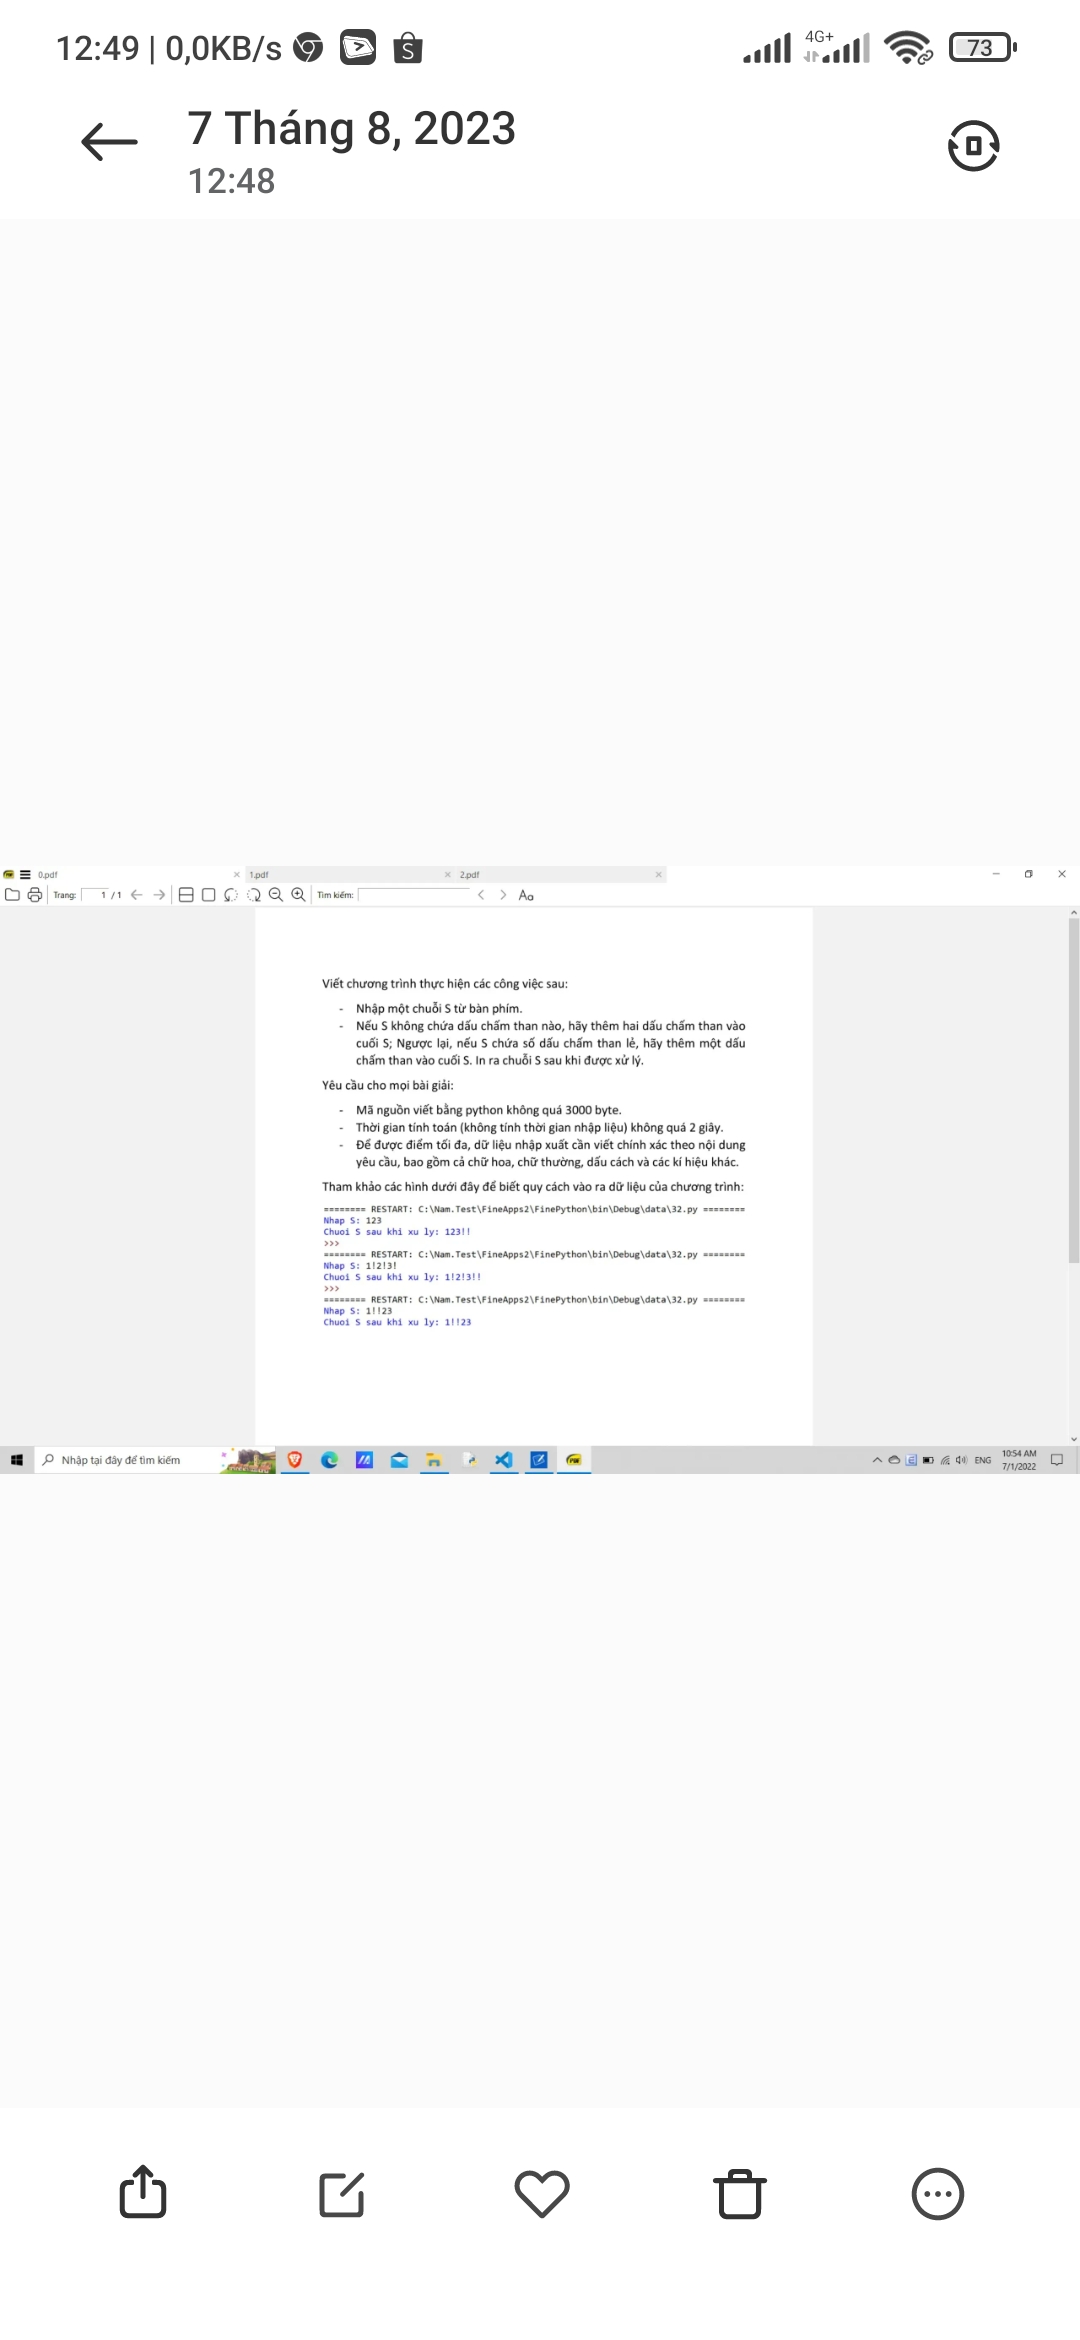 12:49 | 0,0KB/s
4G+
73
7 Tháng 8, 2023
12:48
0.pdf
1.pdf
2.pdf
Trang:
1 / 1
Tìm kiếm:
Aa
Viết chương trình thực hiện các công việc sau:
- Nhập một chuỗi S từ bàn phím.
- Nếu S không chứa dấu chấm than nào, hãy thêm hai dấu chấm than vào
cuối S; Ngược lại, nếu S chứa số dấu chấm than lẻ, hãy thêm một dấu
chấm than vào cuối S. In ra chuỗi S sau khi được xử lý.
Yêu cầu cho mọi bài giải:
- Mã nguồn viết bằng python không quá 3000 byte.
- Thời gian tính toán (không tính thời gian nhập liệu) không quá 2 giây.
- Để được điểm tối đa, dữ liệu nhập xuất cần viết chính xác theo nội dung
yêu cầu, bao gồm cả chữ hoa, chữ thường, dấu cách và các kí hiệu khác.
Tham khảo các hình dưới đây để biết quy cách vào ra dữ liệu của chương trình:
======== RESTART: C:\Nam.Test\FineApps2\FinePython\bin\Debug\data\32.py ========
Nhap S: 123
Chuoi S sau khi xu ly: 123!!
>>>
======== RESTART: C:\Nam.Test\FineApps2\FinePython\bin\Debug\data\32.py ========
Nhap S: 1!2!3!
Chuoi S sau khi xu ly: 1!2!3!!
>>>
======== RESTART: C:\Nam.Test\FineApps2\FinePython\bin\Debug\data\32.py ========
Nhap S: 1!!23
Chuoi S sau khi xu ly: 1!!23
Nhập tại đây để tìm kiếm
ENG
10:54 AM
7/1/2022